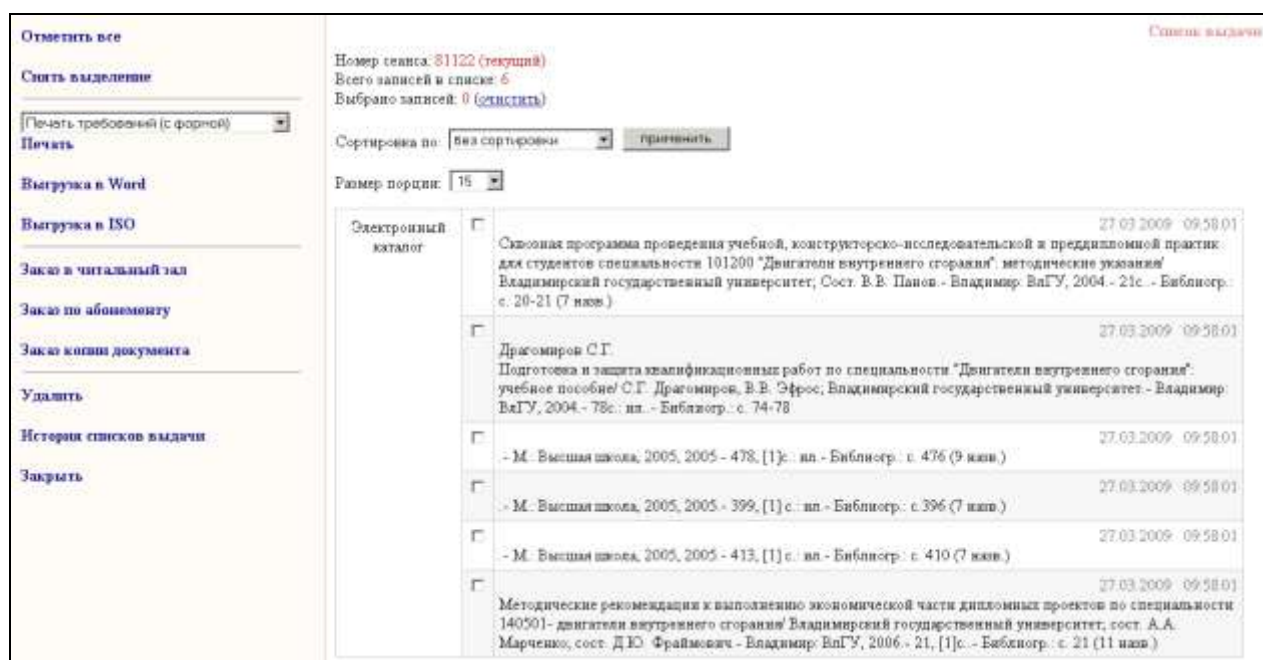 Отметить все
Снять выделение
Печать требований (с формой)
Печать
Выгрузка в Word
Выгрузка в ISO
Заказ в читальный зал
Заказ по абонементу
Заказ копии документа
Удалить
История списков выдачи
Закрыть
Список выдачи
Номер сеанса: 81122 (текущий)
Всего записей в списке: 6
Выбрано записей: 0 (очистить)
Сортировка по: без сортировки применить
Размер порции: 15
Электронный
каталог
27.03.2009 09:58:01
Сквозная программа проведения учебной, конструкторско-исследовательской и преддипломной практик
для студентов специальности 101200 "Двигатели внутреннего сгорания": методические указания/
Владимирский государственный университет; Сост. В.В. Панов.- Владимир: ВлГУ, 2004.- 21с..- Библиогр.:
с. 20-21 (7 назв.)
27.03.2009 09:58:01
Драгомиров С.Г.
Подготовка и защита квалификационных работ по специальности "Двигатели внутреннего сгорания":
учебное пособие/ С.Г. Драгомиров, В.В. Эфрос; Владимирский государственный университет.- Владимир:
ВлГУ, 2004.- 78с.: ил..- Библиогр.: с. 74-78
27.03.2009 09:58:01
.- М.: Высшая школа, 2005, 2005.- 478, [1]с.: ил.- Библиогр.: с. 476 (9 назв.)
27.03.2009 09:58:01
.- М.: Высшая школа, 2005, 2005.- 399, [1] с.: ил.- Библиогр.: с.396 (7 назв.)
27.03.2009 09:58:01
.- М.: Высшая школа, 2005, 2005.- 413, [1] с.: ил.- Библиогр.: с. 410 (7 назв.)
27.03.2009 09:58:01
Методические рекомендации к выполнению экономической части дипломных проектов по специальности
140501- двигатели внутреннего сгорания/ Владимирский государственный университет; сост. А.А.
Марченко; сост. Д.Ю. Фраймович.- Владимир: ВлГУ, 2006.- 21, [1]с..- Библиогр.: с. 21 (11 назв.)